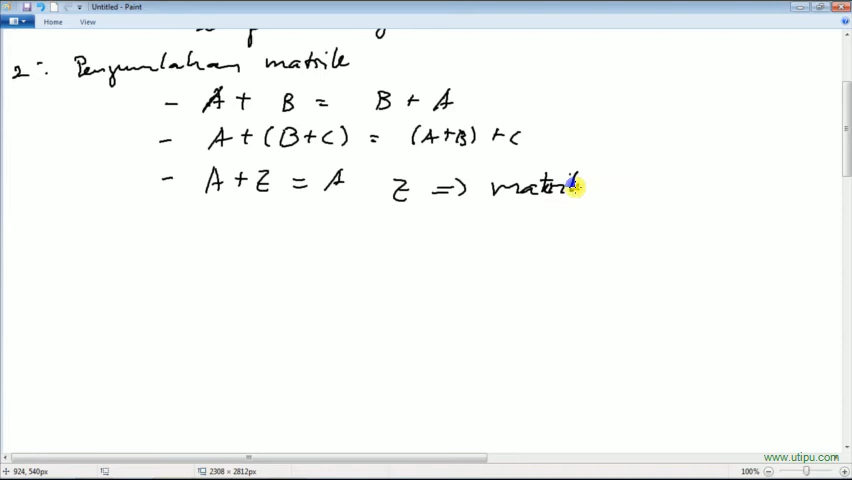 Untitled - Paint
Home View
2. Penjumlahan matrik
- A + B = B + A
- A + (B + C) = (A + B) + C
- A + Z = A Z => matrik
www.utipu.com
924, 540px 2308 × 2812px 100%